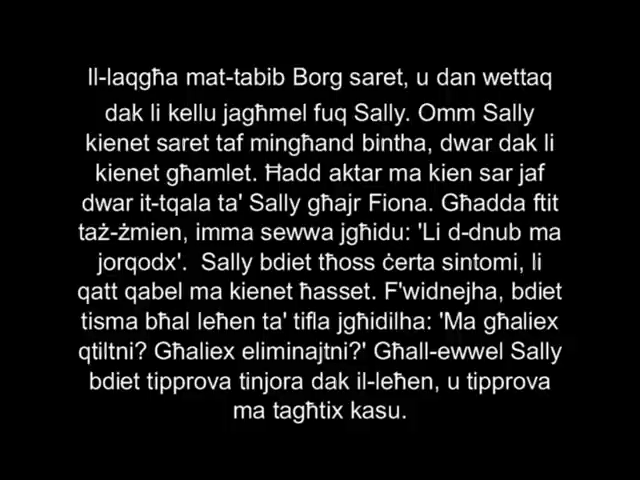 Il-laqgħa mat-tabib Borg saret, u dan wettaq
dak li kellu jagħmel fuq Sally. Omm Sally
kienet saret taf mingħand bintha, dwar dak li
kienet għamlet. Ħadd aktar ma kien sar jaf
dwar it-tqala ta' Sally għajr Fiona. Għadda ftit
taż-żmien, imma sewwa jgħidu: 'Li d-dnub ma
jorqodx'.  Sally bdiet tħoss ċerta sintomi, li
qatt qabel ma kienet ħasset. F'widnejha, bdiet
tisma bħal leħen ta' tifla jgħidilha: 'Ma għaliex
qtiltni? Għaliex eliminajtni?' Għall-ewwel Sally
bdiet tipprova tinjora dak il-leħen, u tipprova
ma tagħtix kasu.